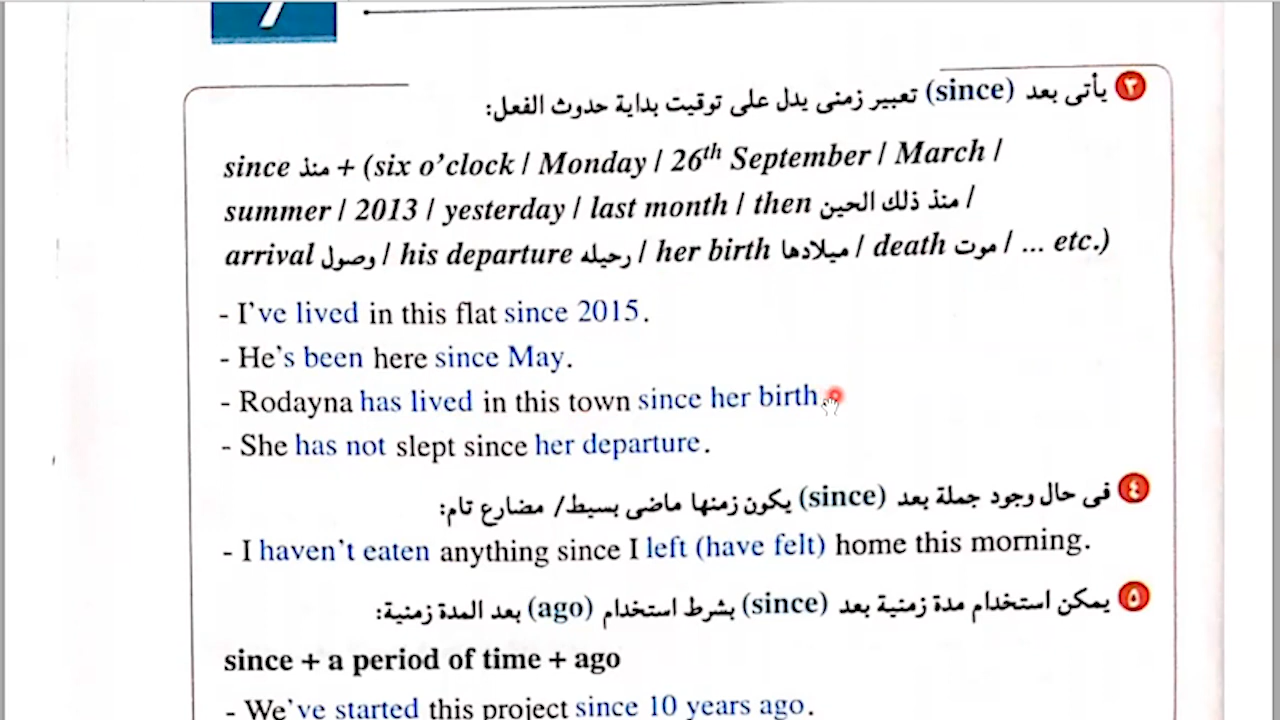 ٣ يأتى بعد (since) تعبير زمنى يدل على توقيت بداية حدوث الفعل:
since منذ + (six o’clock / Monday / 26th September / March /
summer / 2013 / yesterday / last month / then منذ ذلك الحين /
arrival وصول / his departure رحيله / her birth ميلادها / death موت / ... etc.)
- I’ve lived in this flat since 2015.
- He’s been here since May.
- Rodayna has lived in this town since her birth.
- She has not slept since her departure.
٤ فى حال وجود جملة بعد (since) يكون زمنها ماضى بسيط/ مضارع تام:
- I haven’t eaten anything since I left (have felt) home this morning.
٥ يمكن استخدام مدة زمنية بعد (since) بشرط استخدام (ago) بعد المدة زمنية:
since + a period of time + ago
- We’ve started this project since 10 years ago.